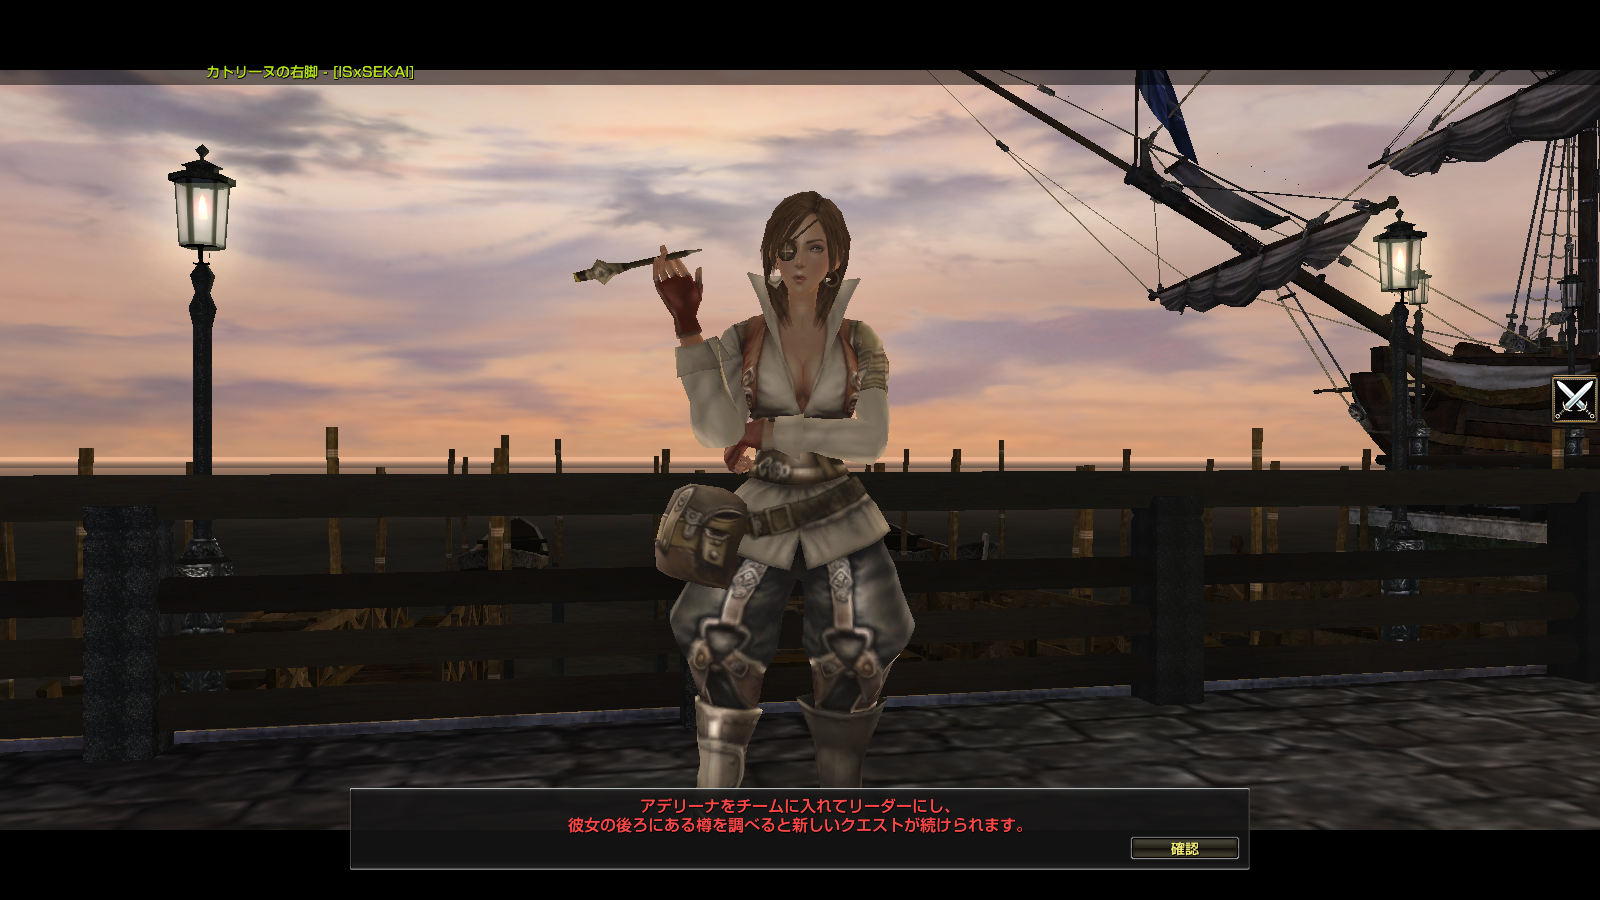 カトリーヌの右脚 - [ISxSEKAI]
アデリーナをチームに入れてリーダーにし、
彼女の後ろにある樽を調べると新しいクエストが続けられます。
確認